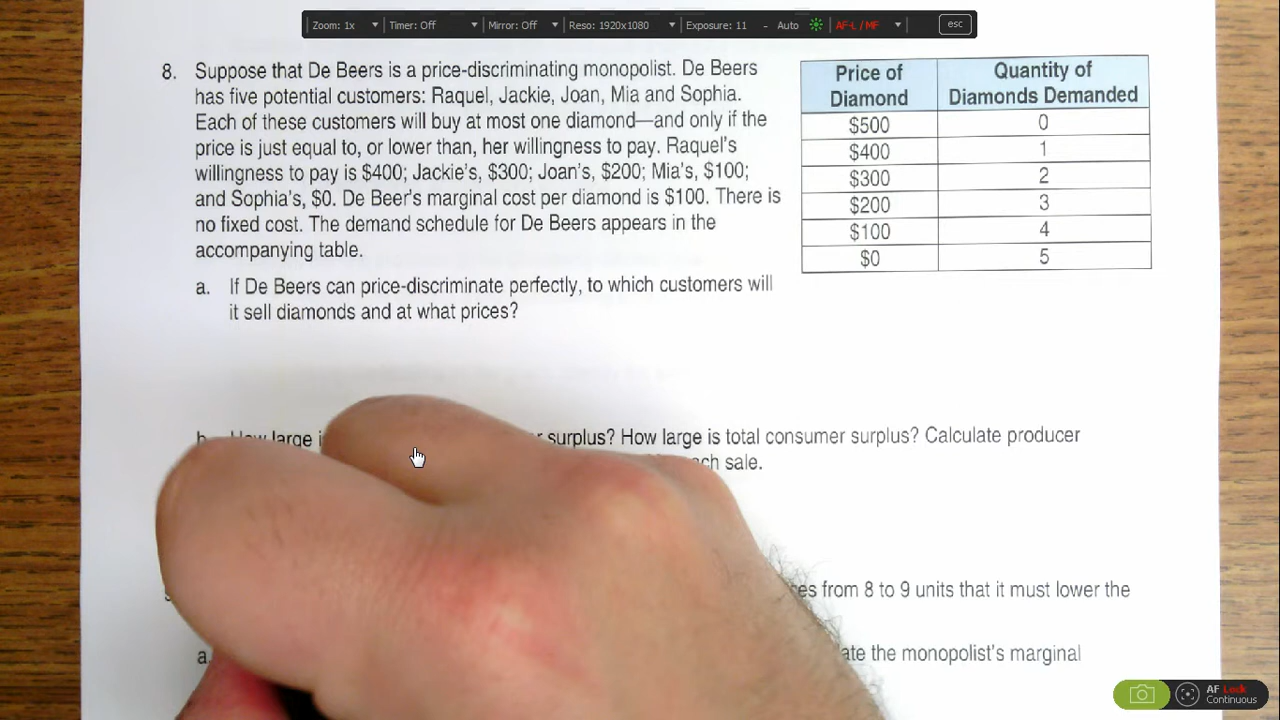 Zoom: 1x Timer: Off Mirror: Off Reso: 1920x1080 Exposure: 11 - Auto AF-L / MF esc
8. Suppose that De Beers is a price-discriminating monopolist. De Beers
has five potential customers: Raquel, Jackie, Joan, Mia and Sophia.
Each of these customers will buy at most one diamond—and only if the
price is just equal to, or lower than, her willingness to pay. Raquel's
willingness to pay is $400; Jackie's, $300; Joan's, $200; Mia's, $100;
and Sophia's, $0. De Beer's marginal cost per diamond is $100. There is
no fixed cost. The demand schedule for De Beers appears in the
accompanying table.
Price of Diamond Quantity of Diamonds Demanded
$500 0
$400 1
$300 2
$200 3
$100 4
$0 5
a. If De Beers can price-discriminate perfectly, to which customers will
it sell diamonds and at what prices?
large surplus? How large is total consumer surplus? Calculate producer
sale.
from 8 to 9 units that it must lower the
a. the monopolist's marginal
AF Lock
Continuous